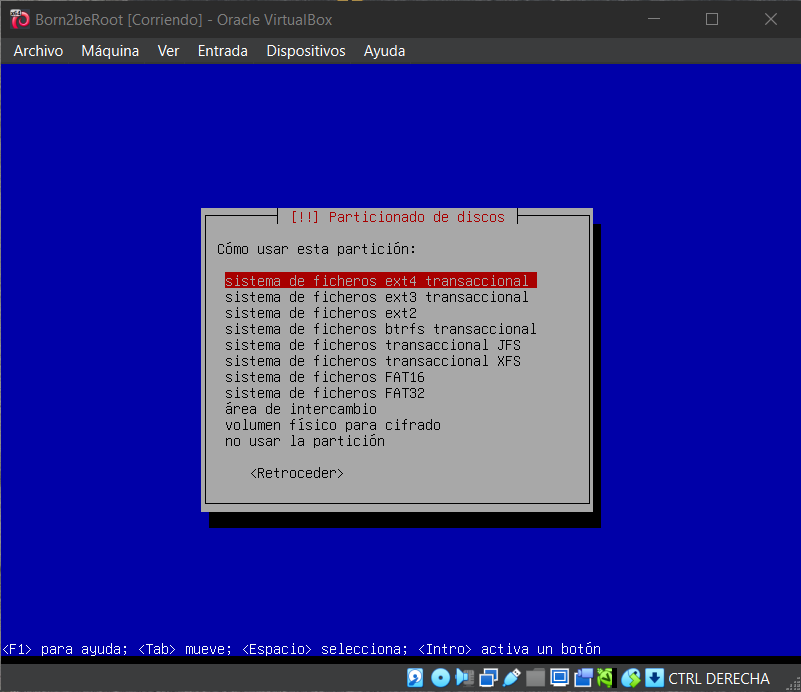 Born2beRoot [Corriendo] - Oracle VirtualBox
Archivo Máquina Ver Entrada Dispositivos Ayuda
[!!] Particionado de discos
Cómo usar esta partición:
sistema de ficheros ext4 transaccional
sistema de ficheros ext3 transaccional
sistema de ficheros ext2
sistema de ficheros btrfs transaccional
sistema de ficheros transaccional JFS
sistema de ficheros transaccional XFS
sistema de ficheros FAT16
sistema de ficheros FAT32
área de intercambio
volumen físico para cifrado
no usar la partición
<Retroceder>
<F1> para ayuda; <Tab> mueve; <Espacio> selecciona; <Intro> activa un botón
CTRL DERECHA